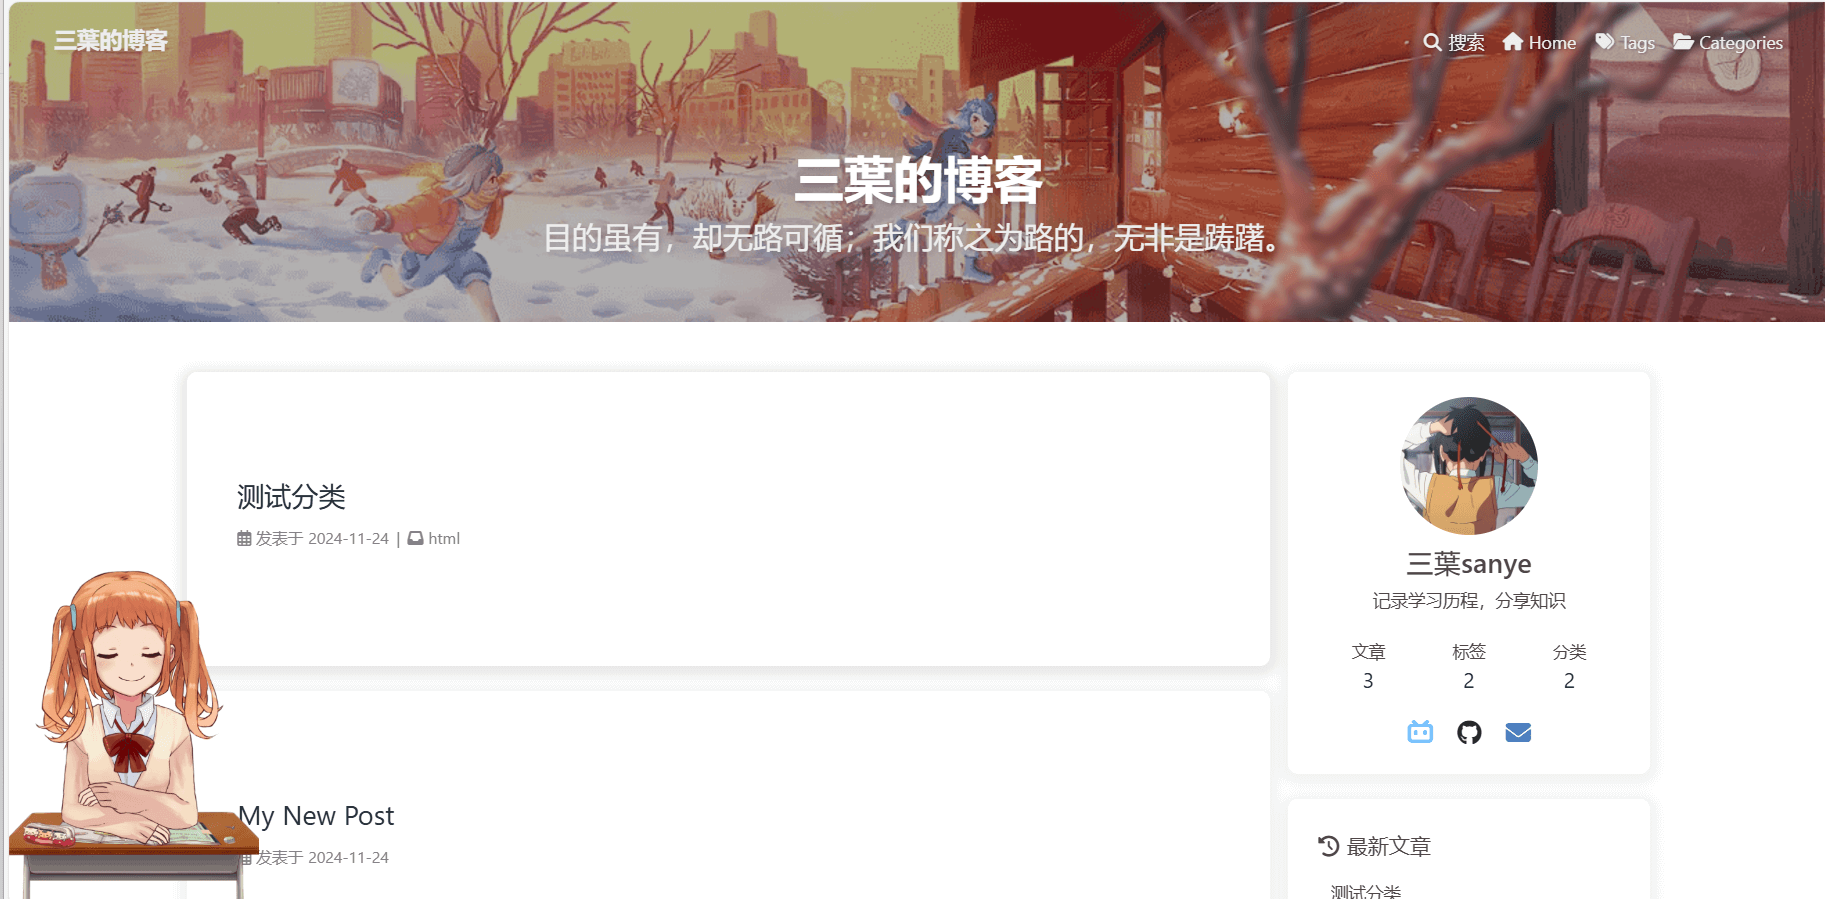 三葉的博客
搜索 Home Tags Categories
三葉的博客
目的虽有，却无路可循；我们称之为路的，无非是踌躇。
测试分类
发表于 2024-11-24 | html
My New Post
发表于 2024-11-24
三葉sanye
记录学习历程，分享知识
文章 标签 分类
3 2 2
最新文章
测试分类